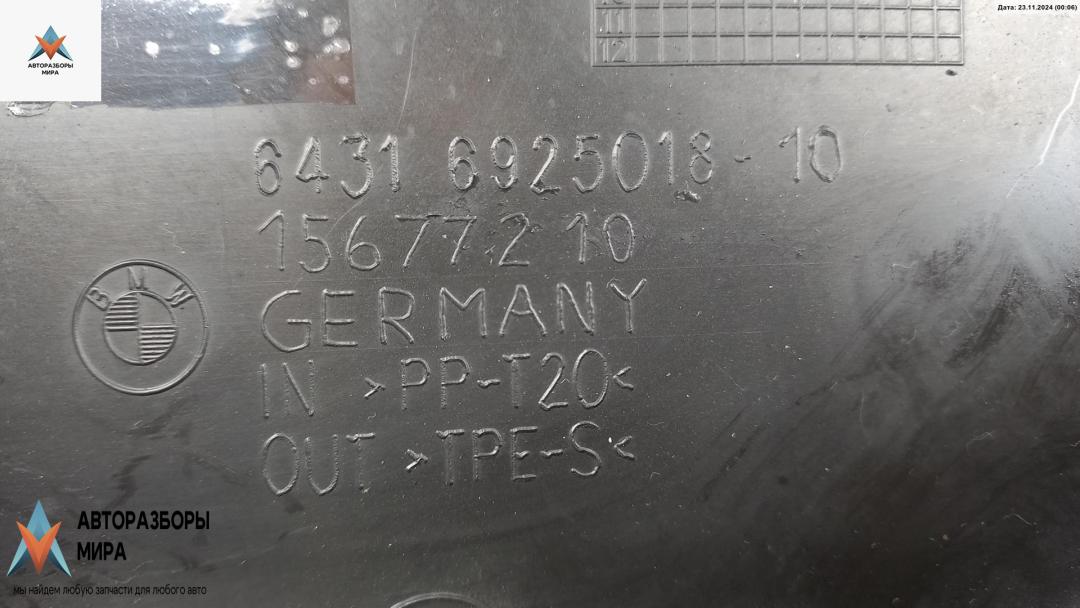 Дата: 23.11.2024 (00:06)
АВТОРАЗБОРЫ
МИРА
11
12
6431 6925018-10
156772 10
BMW
GERMANY
IN >PP-T20<
OUT >TPE-S<
АВТОРАЗБОРЫ
МИРА
мы найдем любую запчасти для любого авто